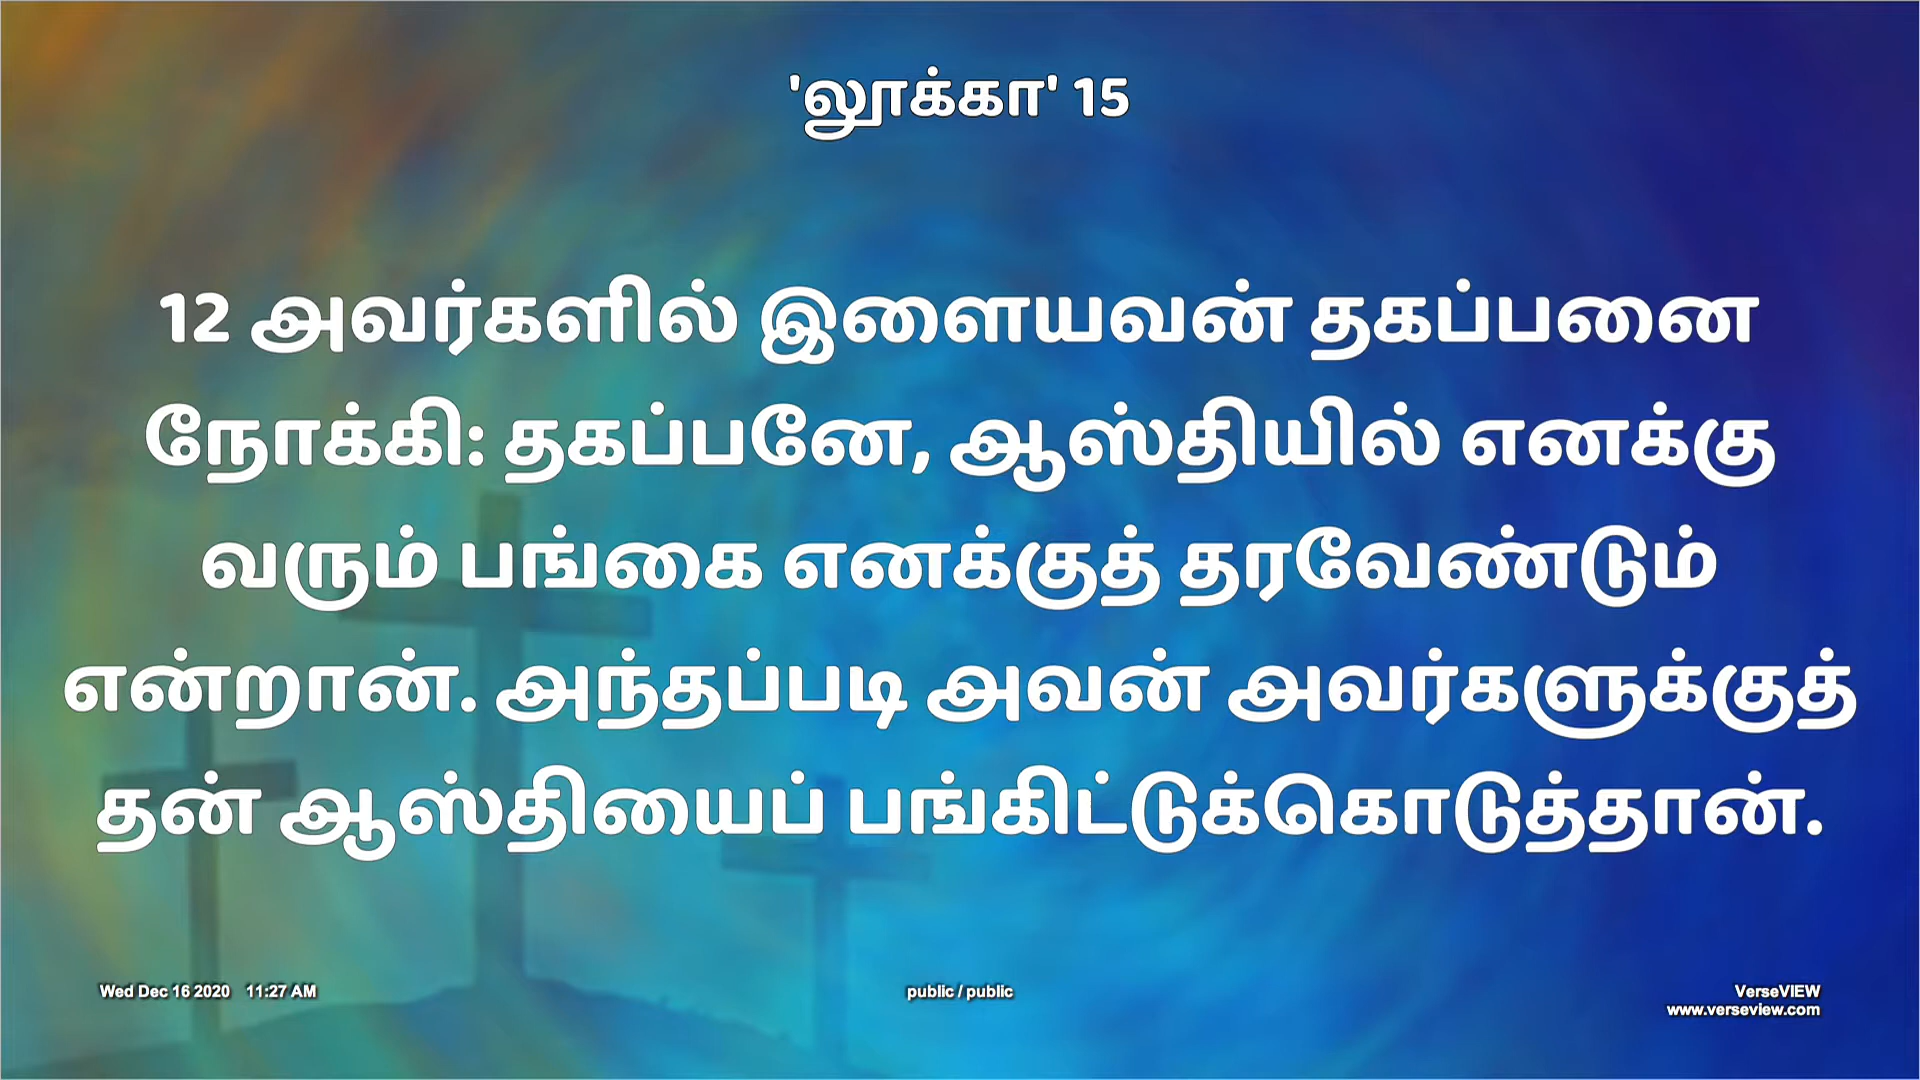 'லூக்கா' 15
12 அவர்களில் இளையவன் தகப்பனை
நோக்கி: தகப்பனே, ஆஸ்தியில் எனக்கு
வரும் பங்கை எனக்குத் தரவேண்டும்
என்றான். அந்தப்படி அவன் அவர்களுக்குத்
தன் ஆஸ்தியைப் பங்கிட்டுக்கொடுத்தான்.
Wed Dec 16 2020 11:27 AM
public / public
VerseVIEW
www.verseview.com